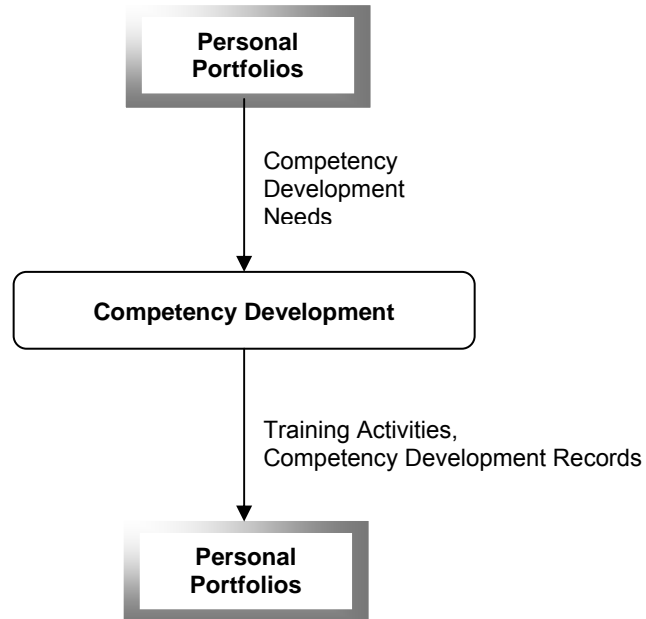 Personal
Portfolios
Competency
Development
Needs
Competency Development
Training Activities,
Competency Development Records
Personal
Portfolios